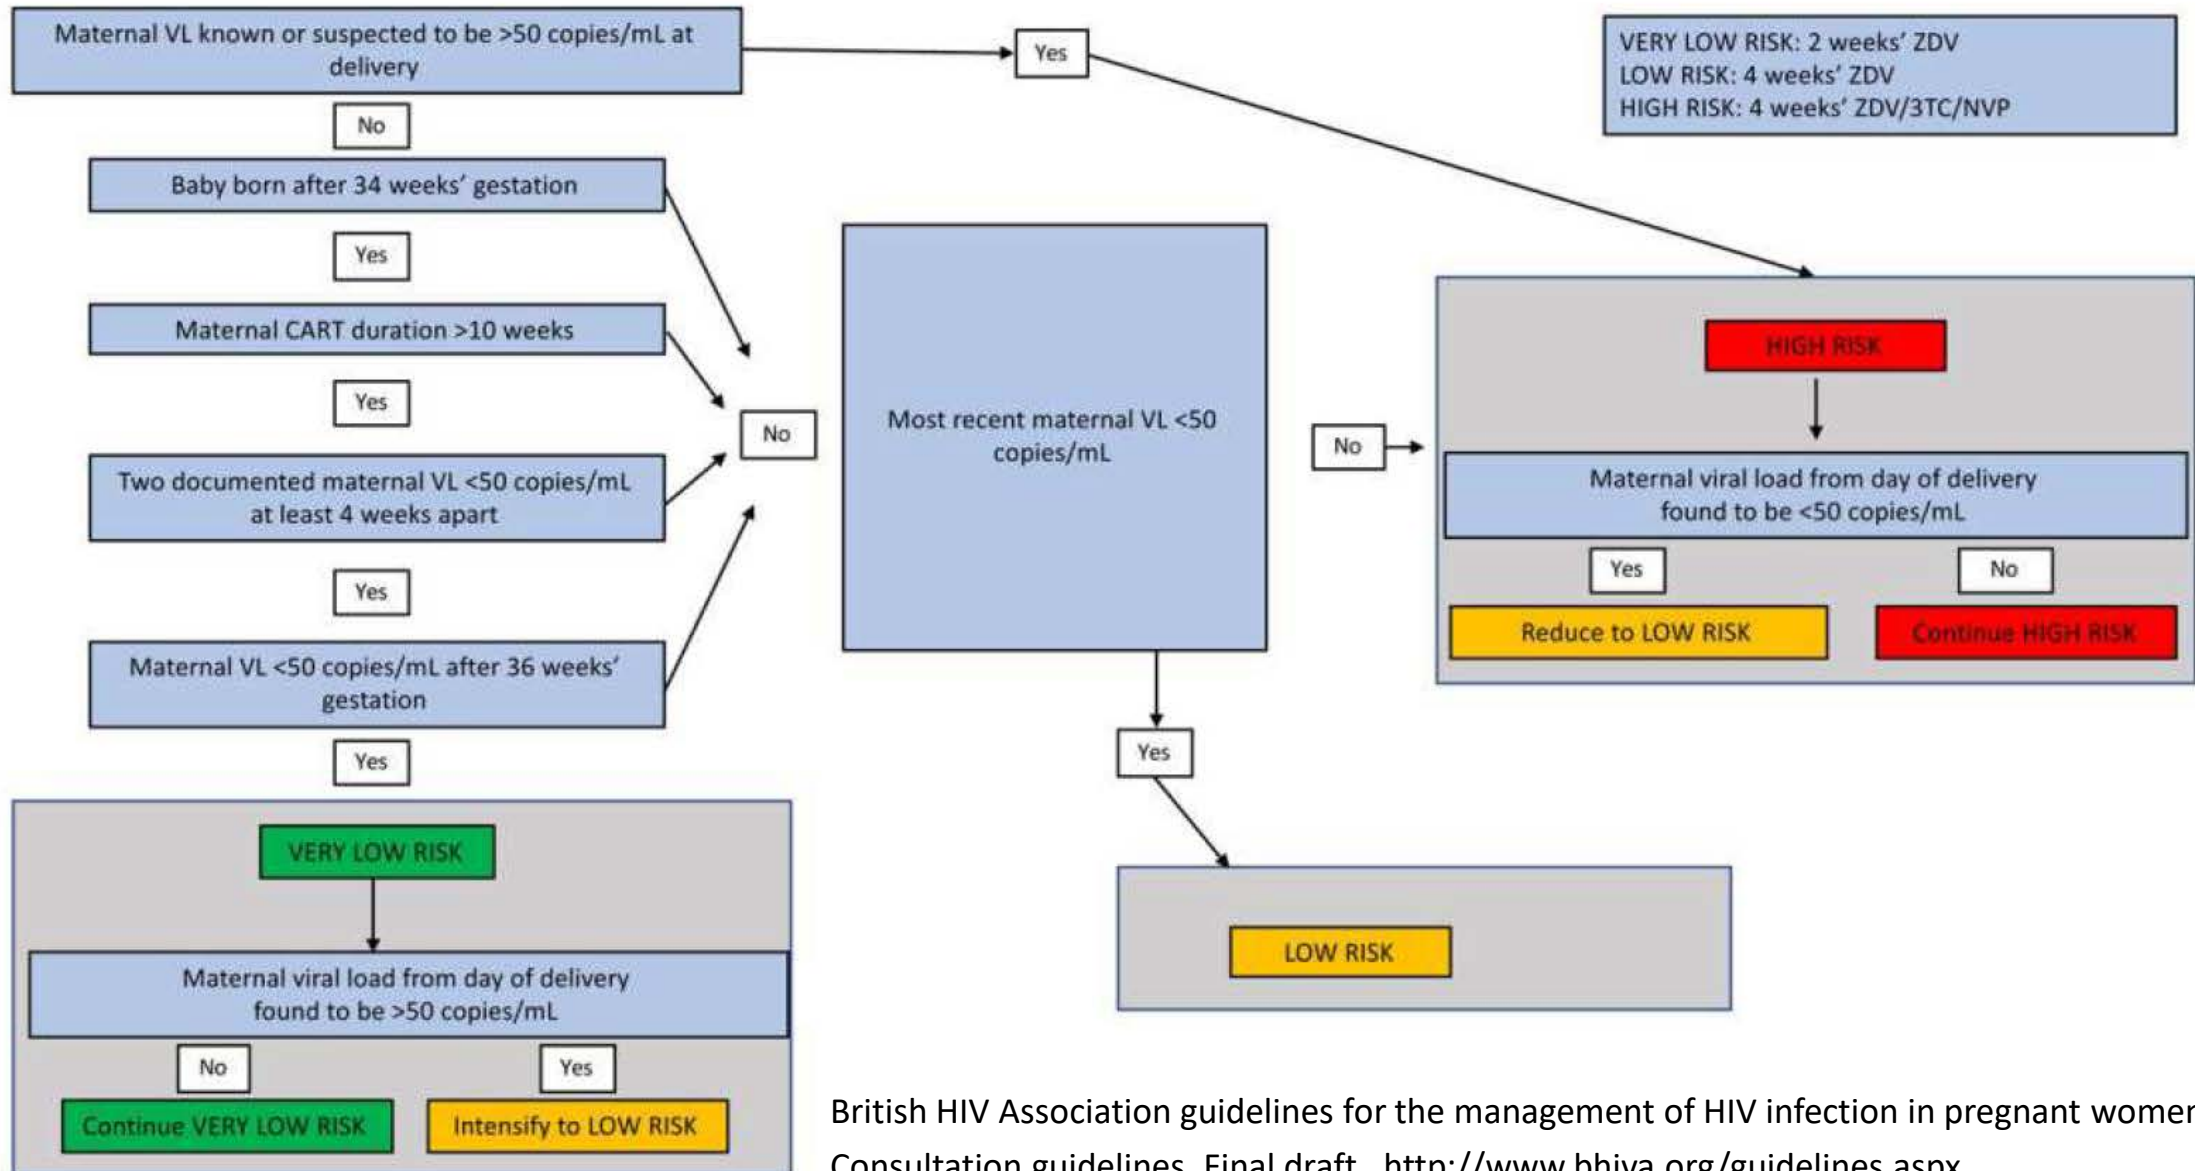 Maternal VL known or suspected to be >50 copies/mL at
delivery
Yes
VERY LOW RISK: 2 weeks' ZDV
LOW RISK: 4 weeks' ZDV
HIGH RISK: 4 weeks' ZDV/3TC/NVP
No
Baby born after 34 weeks' gestation
Yes
Maternal CART duration >10 weeks
Yes
Two documented maternal VL <50 copies/mL
at least 4 weeks apart
Yes
Maternal VL <50 copies/mL after 36 weeks'
gestation
Yes
No
Most recent maternal VL <50
copies/mL
No
HIGH RISK
Maternal viral load from day of delivery
found to be <50 copies/mL
Yes
No
Reduce to LOW RISK
Continue HIGH RISK
Yes
LOW RISK
VERY LOW RISK
Maternal viral load from day of delivery
found to be >50 copies/mL
No
Yes
Continue VERY LOW RISK
Intensify to LOW RISK
British HIV Association guidelines for the management of HIV infection in pregnant women
Consultation guidelines Final draft http://www.bhiva.org/guidelines.aspx